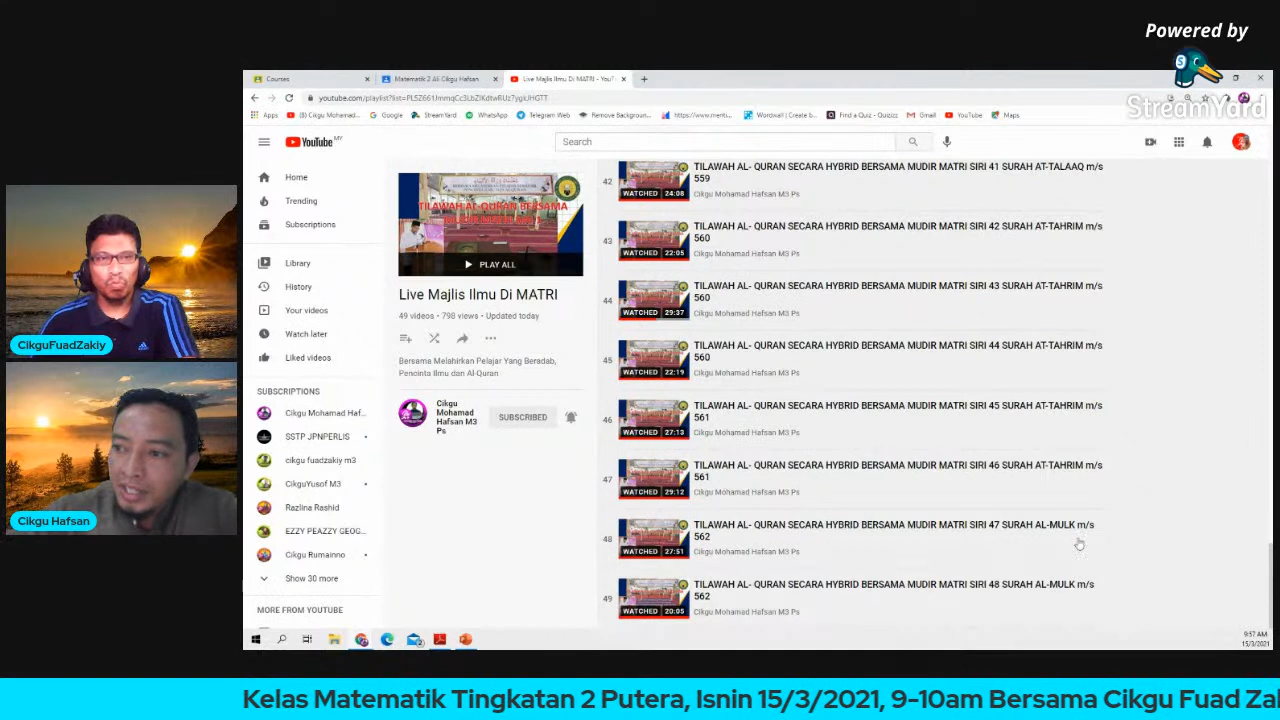 Powered by
StreamYard
Courses
Matematik 2 Ali Cikgu Hafsan
Live Majlis Ilmu Di MATRI - YouT
Apps
(8) Cikgu Mohamed...
Google
StreamYard
WhatsApp
Telegram Web
Remove Backgroun...
https://www.menti...
Wordwall | Create b...
Find a Quiz - Quizizz
Gmail
YouTube
Maps
YouTube MY
Search
Home
Trending
Subscriptions
Library
History
Your videos
Watch later
Liked videos
SUBSCRIPTIONS
Cikgu Mohamad Haf...
SSTP JPNPERLIS
cikgu fuadzakiy m3
CikguYusof M3
Razlina Rashid
EZZY PEAZZY GEOG...
Cikgu Rumainno
Show 30 more
MORE FROM YOUTUBE
TILAWAH AL-QURAN BERSAMA
PLAY ALL
Live Majlis Ilmu Di MATRI
49 videos • 798 views • Updated today
Bersama Melahirkan Pelajar Yang Beradab,
Pencinta Ilmu dan Al-Quran
Cikgu
Mohamad
Hafsan M3
Ps
SUBSCRIBED
42
WATCHED 24:08
TILAWAH AL- QURAN SECARA HYBRID BERSAMA MUDIR MATRI SIRI 41 SURAH AT-TALAAQ m/s
559
Cikgu Mohamad Hafsan M3 Ps
43
WATCHED 22:05
TILAWAH AL- QURAN SECARA HYBRID BERSAMA MUDIR MATRI SIRI 42 SURAH AT-TAHRIM m/s
560
Cikgu Mohamad Hafsan M3 Ps
44
WATCHED 29:37
TILAWAH AL- QURAN SECARA HYBRID BERSAMA MUDIR MATRI SIRI 43 SURAH AT-TAHRIM m/s
560
Cikgu Mohamad Hafsan M3 Ps
45
WATCHED 22:19
TILAWAH AL- QURAN SECARA HYBRID BERSAMA MUDIR MATRI SIRI 44 SURAH AT-TAHRIM m/s
560
Cikgu Mohamad Hafsan M3 Ps
46
WATCHED 27:13
TILAWAH AL- QURAN SECARA HYBRID BERSAMA MUDIR MATRI SIRI 45 SURAH AT-TAHRIM m/s
561
Cikgu Mohamad Hafsan M3 Ps
47
WATCHED 29:12
TILAWAH AL- QURAN SECARA HYBRID BERSAMA MUDIR MATRI SIRI 46 SURAH AT-TAHRIM m/s
561
Cikgu Mohamad Hafsan M3 Ps
48
WATCHED 27:51
TILAWAH AL- QURAN SECARA HYBRID BERSAMA MUDIR MATRI SIRI 47 SURAH AL-MULK m/s
562
Cikgu Mohamad Hafsan M3 Ps
49
WATCHED 20:05
TILAWAH AL- QURAN SECARA HYBRID BERSAMA MUDIR MATRI SIRI 48 SURAH AL-MULK m/s
562
Cikgu Mohamad Hafsan M3 Ps
CikguFuadZakiy
Cikgu Hafsan
9:57 AM
15/3/2021
Kelas Matematik Tingkatan 2 Putera, Isnin 15/3/2021, 9-10am Bersama Cikgu Fuad Zak